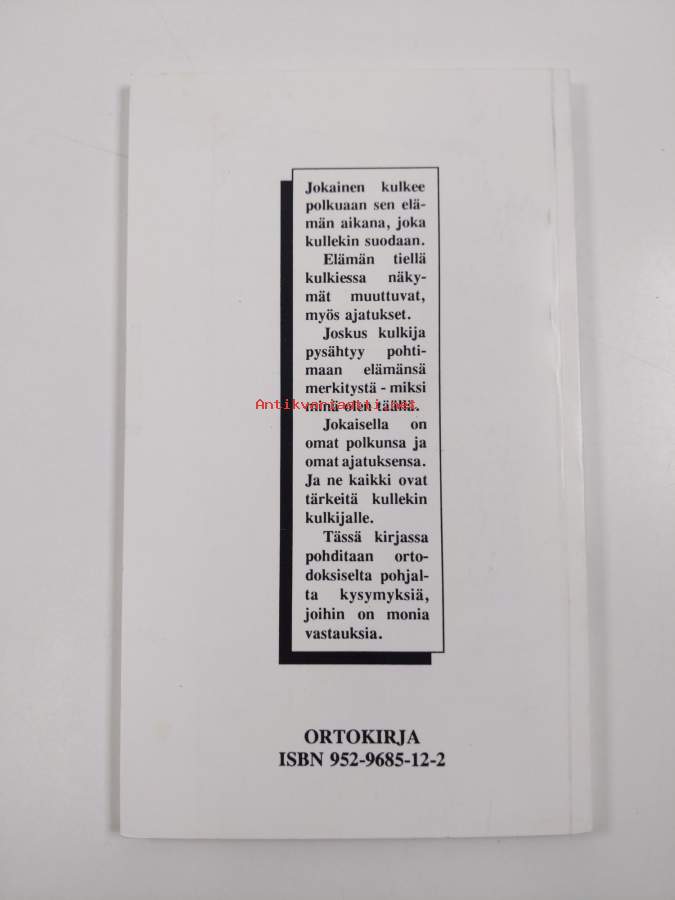 Jokainen kulkee
polkuaan sen elä-
män aikana, joka
kullekin suodaan.
Elämän tiellä
kulkiessa näky-
mät muuttuvat,
myös ajatukset.
Joskus kulkija
pysähtyy pohti-
maan elämänsä
merkitystä - miksi
minä olen täällä.
Antikvariaatti.net
Jokaisella on
omat polkunsa ja
omat ajatuksensa.
Ja ne kaikki ovat
tärkeitä kullekin
kulkijalle.
Tässä kirjassa
pohditaan orto-
doksiselta pohjal-
ta kysymyksiä,
joihin on monia
vastauksia.
ORTOKIRJA
ISBN 952-9685-12-2